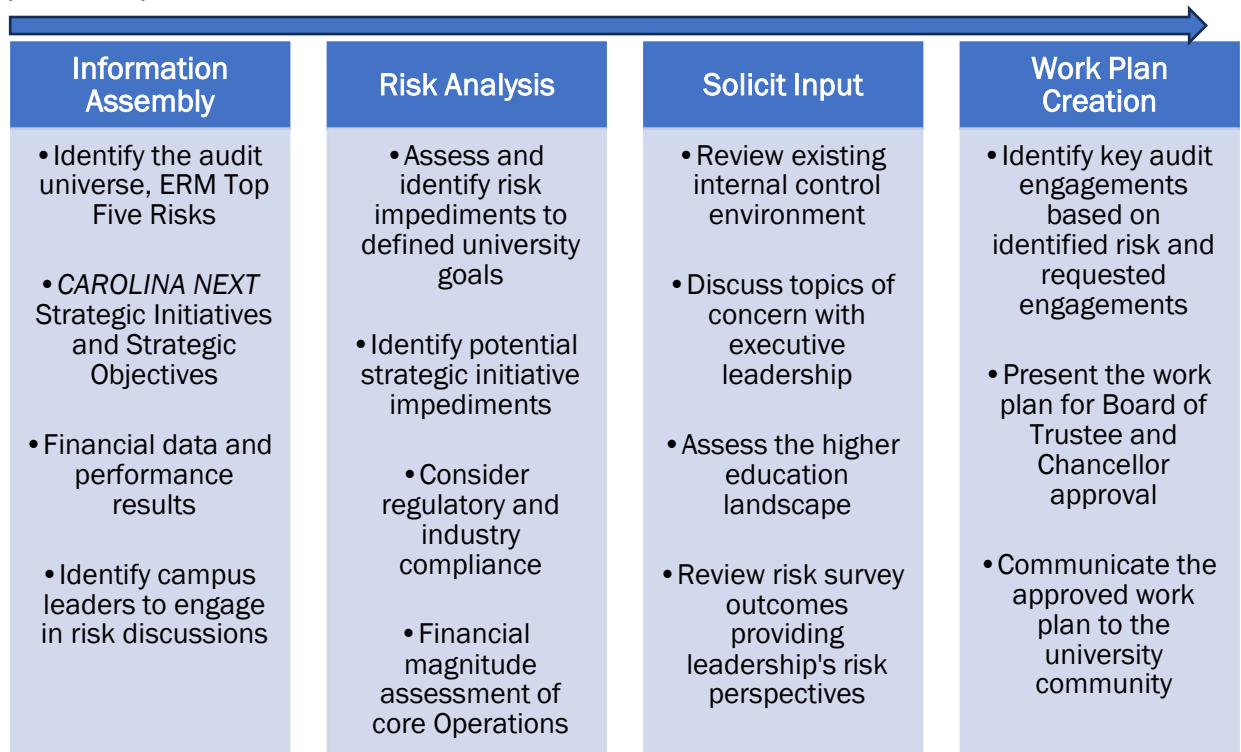 Information
Assembly
•Identify the audit
universe, ERM Top
Five Risks
•CAROLINA NEXT
Strategic Initiatives
and Strategic
Objectives
•Financial data and
performance
results
•Identify campus
leaders to engage
in risk discussions
Risk Analysis
•Assess and
identify risk
impediments to
defined university
goals
•Identify potential
strategic initiative
impediments
•Consider
regulatory and
industry
compliance
•Financial
magnitude
assessment of
core Operations
Solicit Input
•Review existing
internal control
environment
•Discuss topics of
concern with
executive
leadership
•Assess the higher
education
landscape
•Review risk survey
outcomes
providing
leadership's risk
perspectives
Work Plan
Creation
•Identify key audit
engagements
based on
identified risk and
requested
engagements
•Present the work
plan for Board of
Trustee and
Chancellor
approval
•Communicate the
approved work
plan to the
university
community